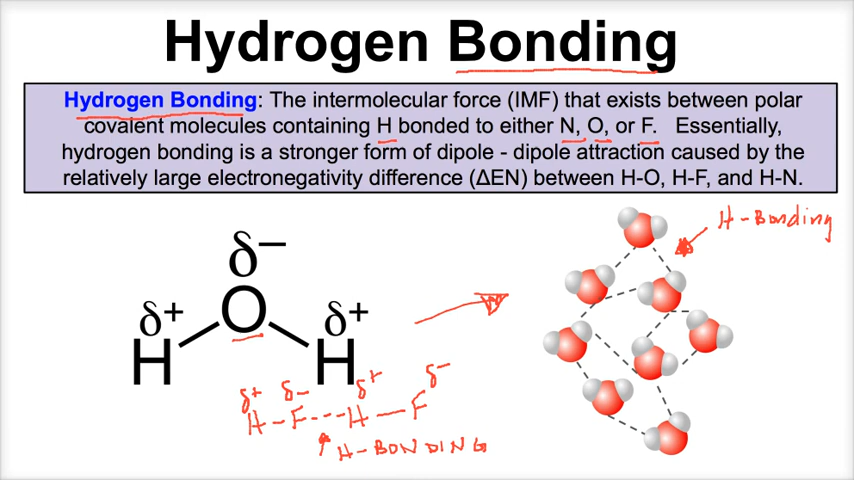 Hydrogen Bonding
Hydrogen Bonding: The intermolecular force (IMF) that exists between polar
covalent molecules containing H bonded to either N, O, or F. Essentially,
hydrogen bonding is a stronger form of dipole - dipole attraction caused by the
relatively large electronegativity difference (ΔEN) between H-O, H-F, and H-N.
H-Bonding
δ−
δ+ O δ+
H H
δ+ δ− δ+ δ−
H-F---H-F
H-BONDING